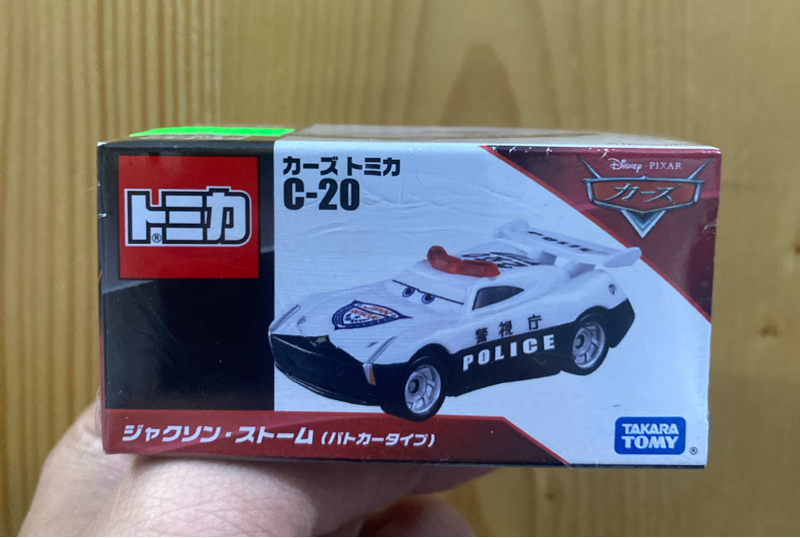 トミカ®
カーズ トミカ
C-20
Disney · PIXAR
カーズ
POLICE
警視庁
POLICE
ジャクソン・ストーム (パトカータイプ)
TAKARA
TOMY®